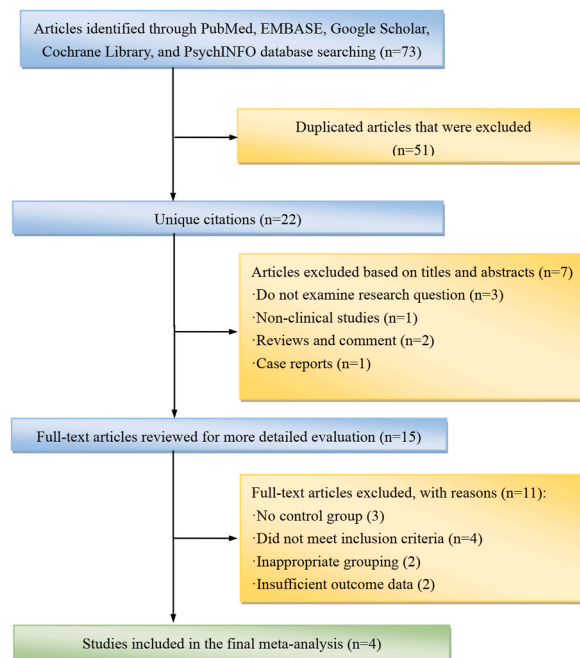 Articles identified through PubMed, EMBASE, Google Scholar,
Cochrane Library, and PsychINFO database searching (n=73)
Duplicated articles that were excluded
(n=51)
Unique citations (n=22)
Articles excluded based on titles and abstracts (n=7)
·Do not examine research question (n=3)
·Non-clinical studies (n=1)
·Reviews and comment (n=2)
·Case reports (n=1)
Full-text articles reviewed for more detailed evaluation (n=15)
Full-text articles excluded, with reasons (n=11):
·No control group (3)
·Did not meet inclusion criteria (n=4)
·Inappropriate grouping (2)
·Insufficient outcome data (2)
Studies included in the final meta-analysis (n=4)